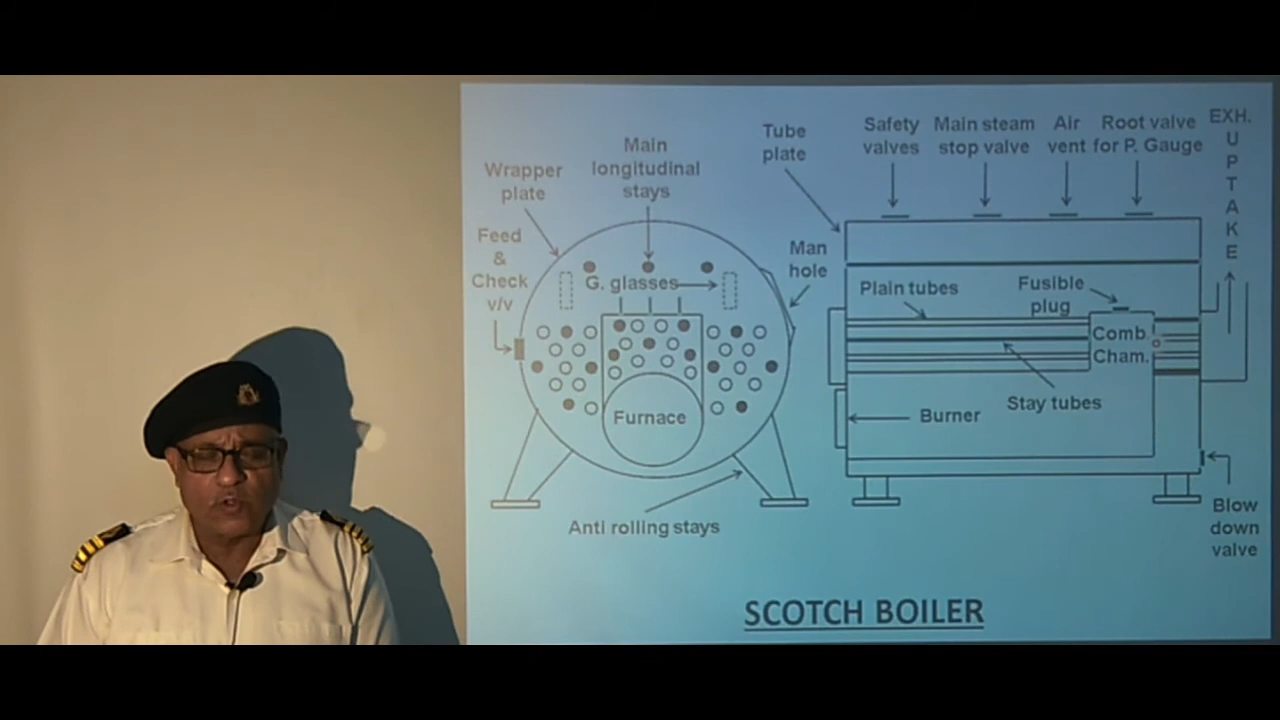 Wrapper
plate
Main
longitudinal
stays
Feed
&
Check
v/v
G. glasses
Man
hole
Furnace
Anti rolling stays
Tube
plate
Safety
valves
Main steam
stop valve
Air
vent
Root valve
for P. Gauge
EXH.
U
P
T
A
K
E
Plain tubes
Fusible
plug
Comb
Cham.
Stay tubes
Burner
Blow
down
valve
SCOTCH BOILER